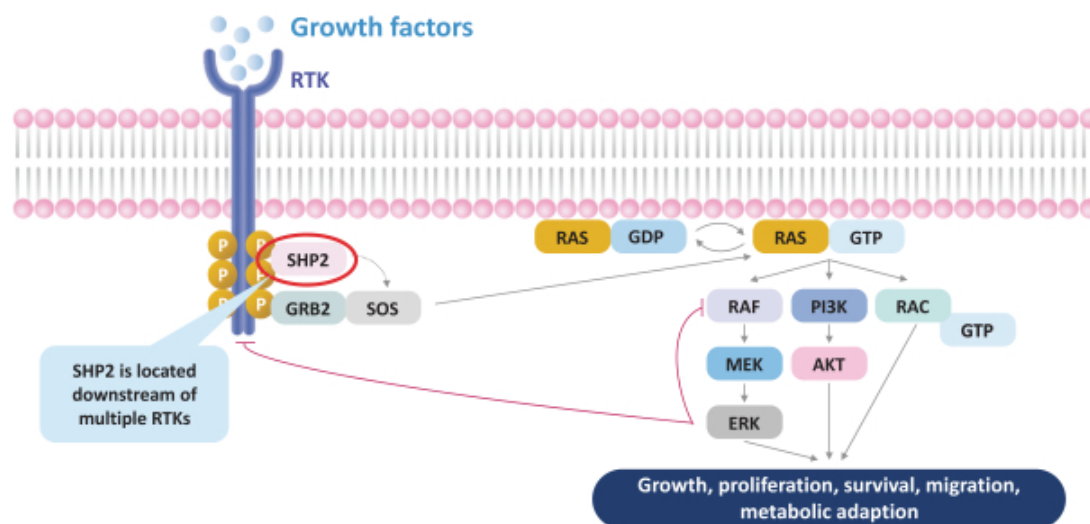 Growth factors
RTK
RAS GDP RAS GTP
P P
SHP2
P P
P P
GRB2 SOS
RAF PI3K RAC
GTP
SHP2 is located
downstream of
multiple RTKs
MEK AKT
ERK
Growth, proliferation, survival, migration,
metabolic adaption